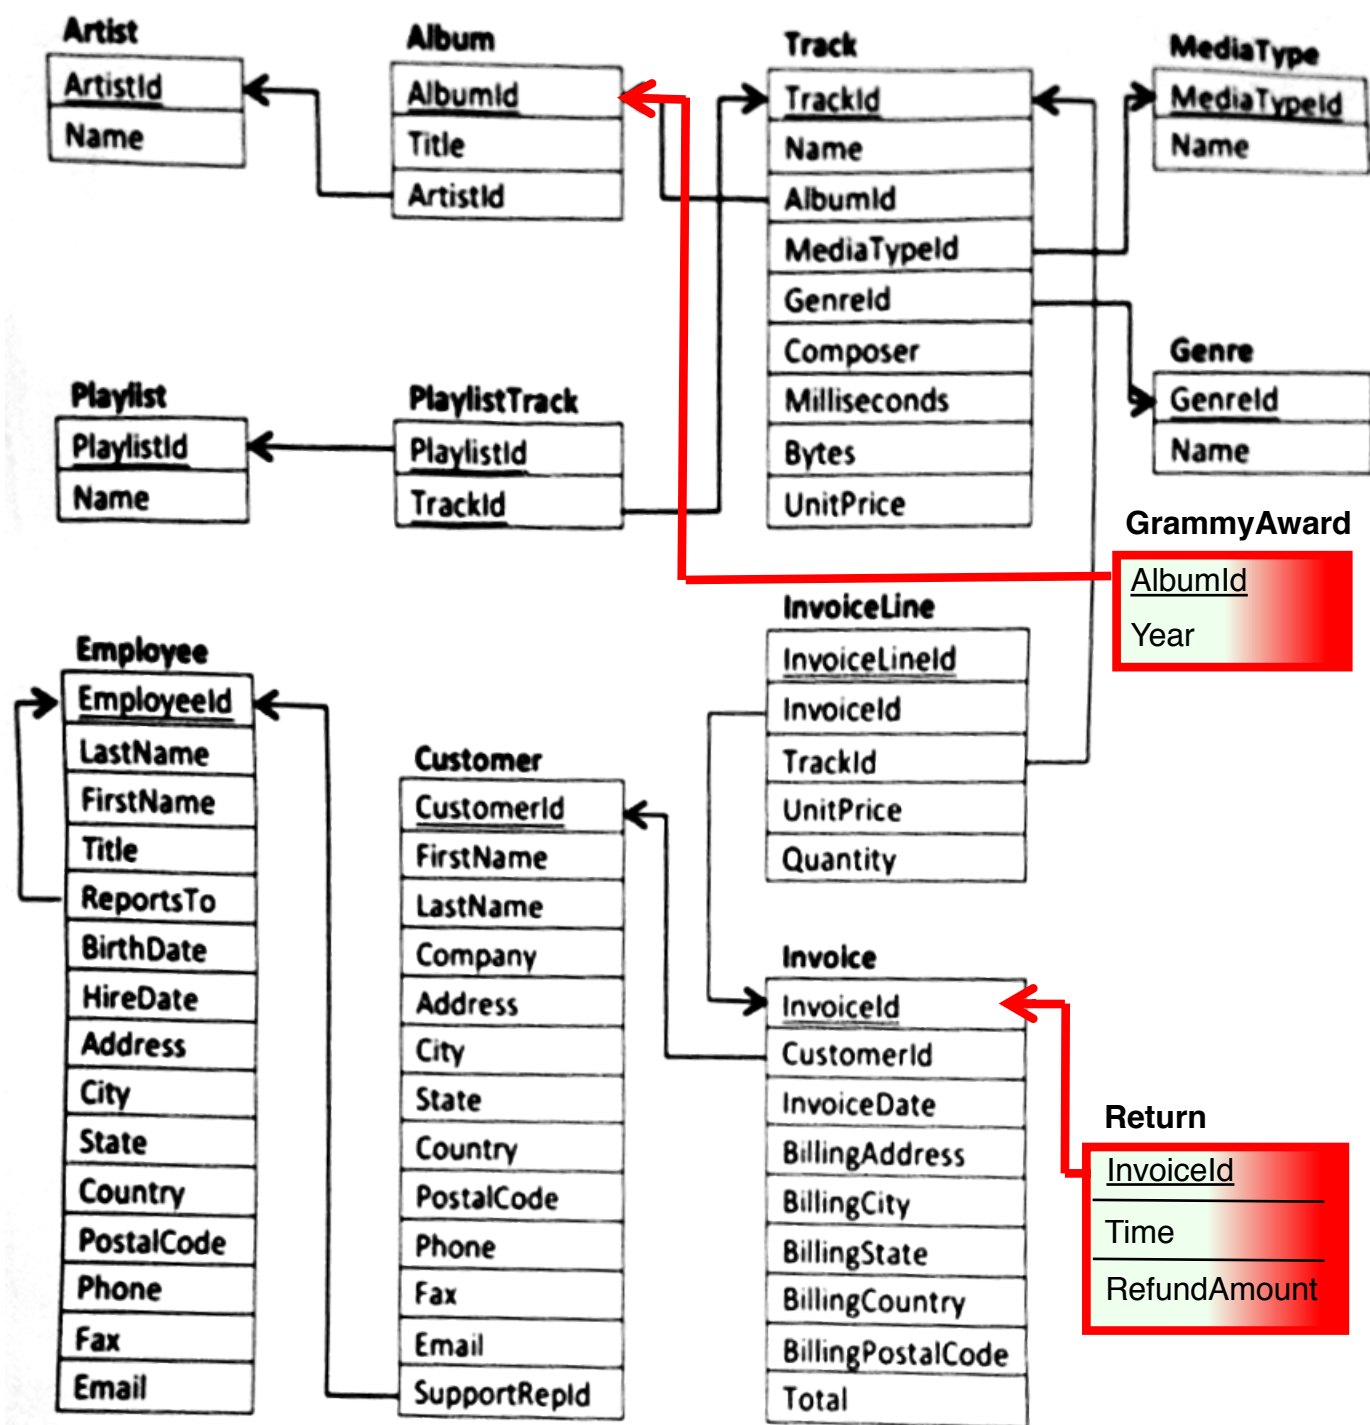 Artist
ArtistId
Name
Album
AlbumId
Title
ArtistId
Track
TrackId
Name
AlbumId
MediaTypeId
GenreId
Composer
Milliseconds
Bytes
UnitPrice
MediaType
MediaTypeId
Name
Genre
GenreId
Name
Playlist
PlaylistId
Name
PlaylistTrack
PlaylistId
TrackId
GrammyAward
AlbumId
Year
Employee
EmployeeId
LastName
FirstName
Title
ReportsTo
BirthDate
HireDate
Address
City
State
Country
PostalCode
Phone
Fax
Email
Customer
CustomerId
FirstName
LastName
Company
Address
City
State
Country
PostalCode
Phone
Fax
Email
SupportRepId
InvoiceLine
InvoiceLineId
InvoiceId
TrackId
UnitPrice
Quantity
Invoice
InvoiceId
CustomerId
InvoiceDate
BillingAddress
BillingCity
BillingState
BillingCountry
BillingPostalCode
Total
Return
InvoiceId
Time
RefundAmount